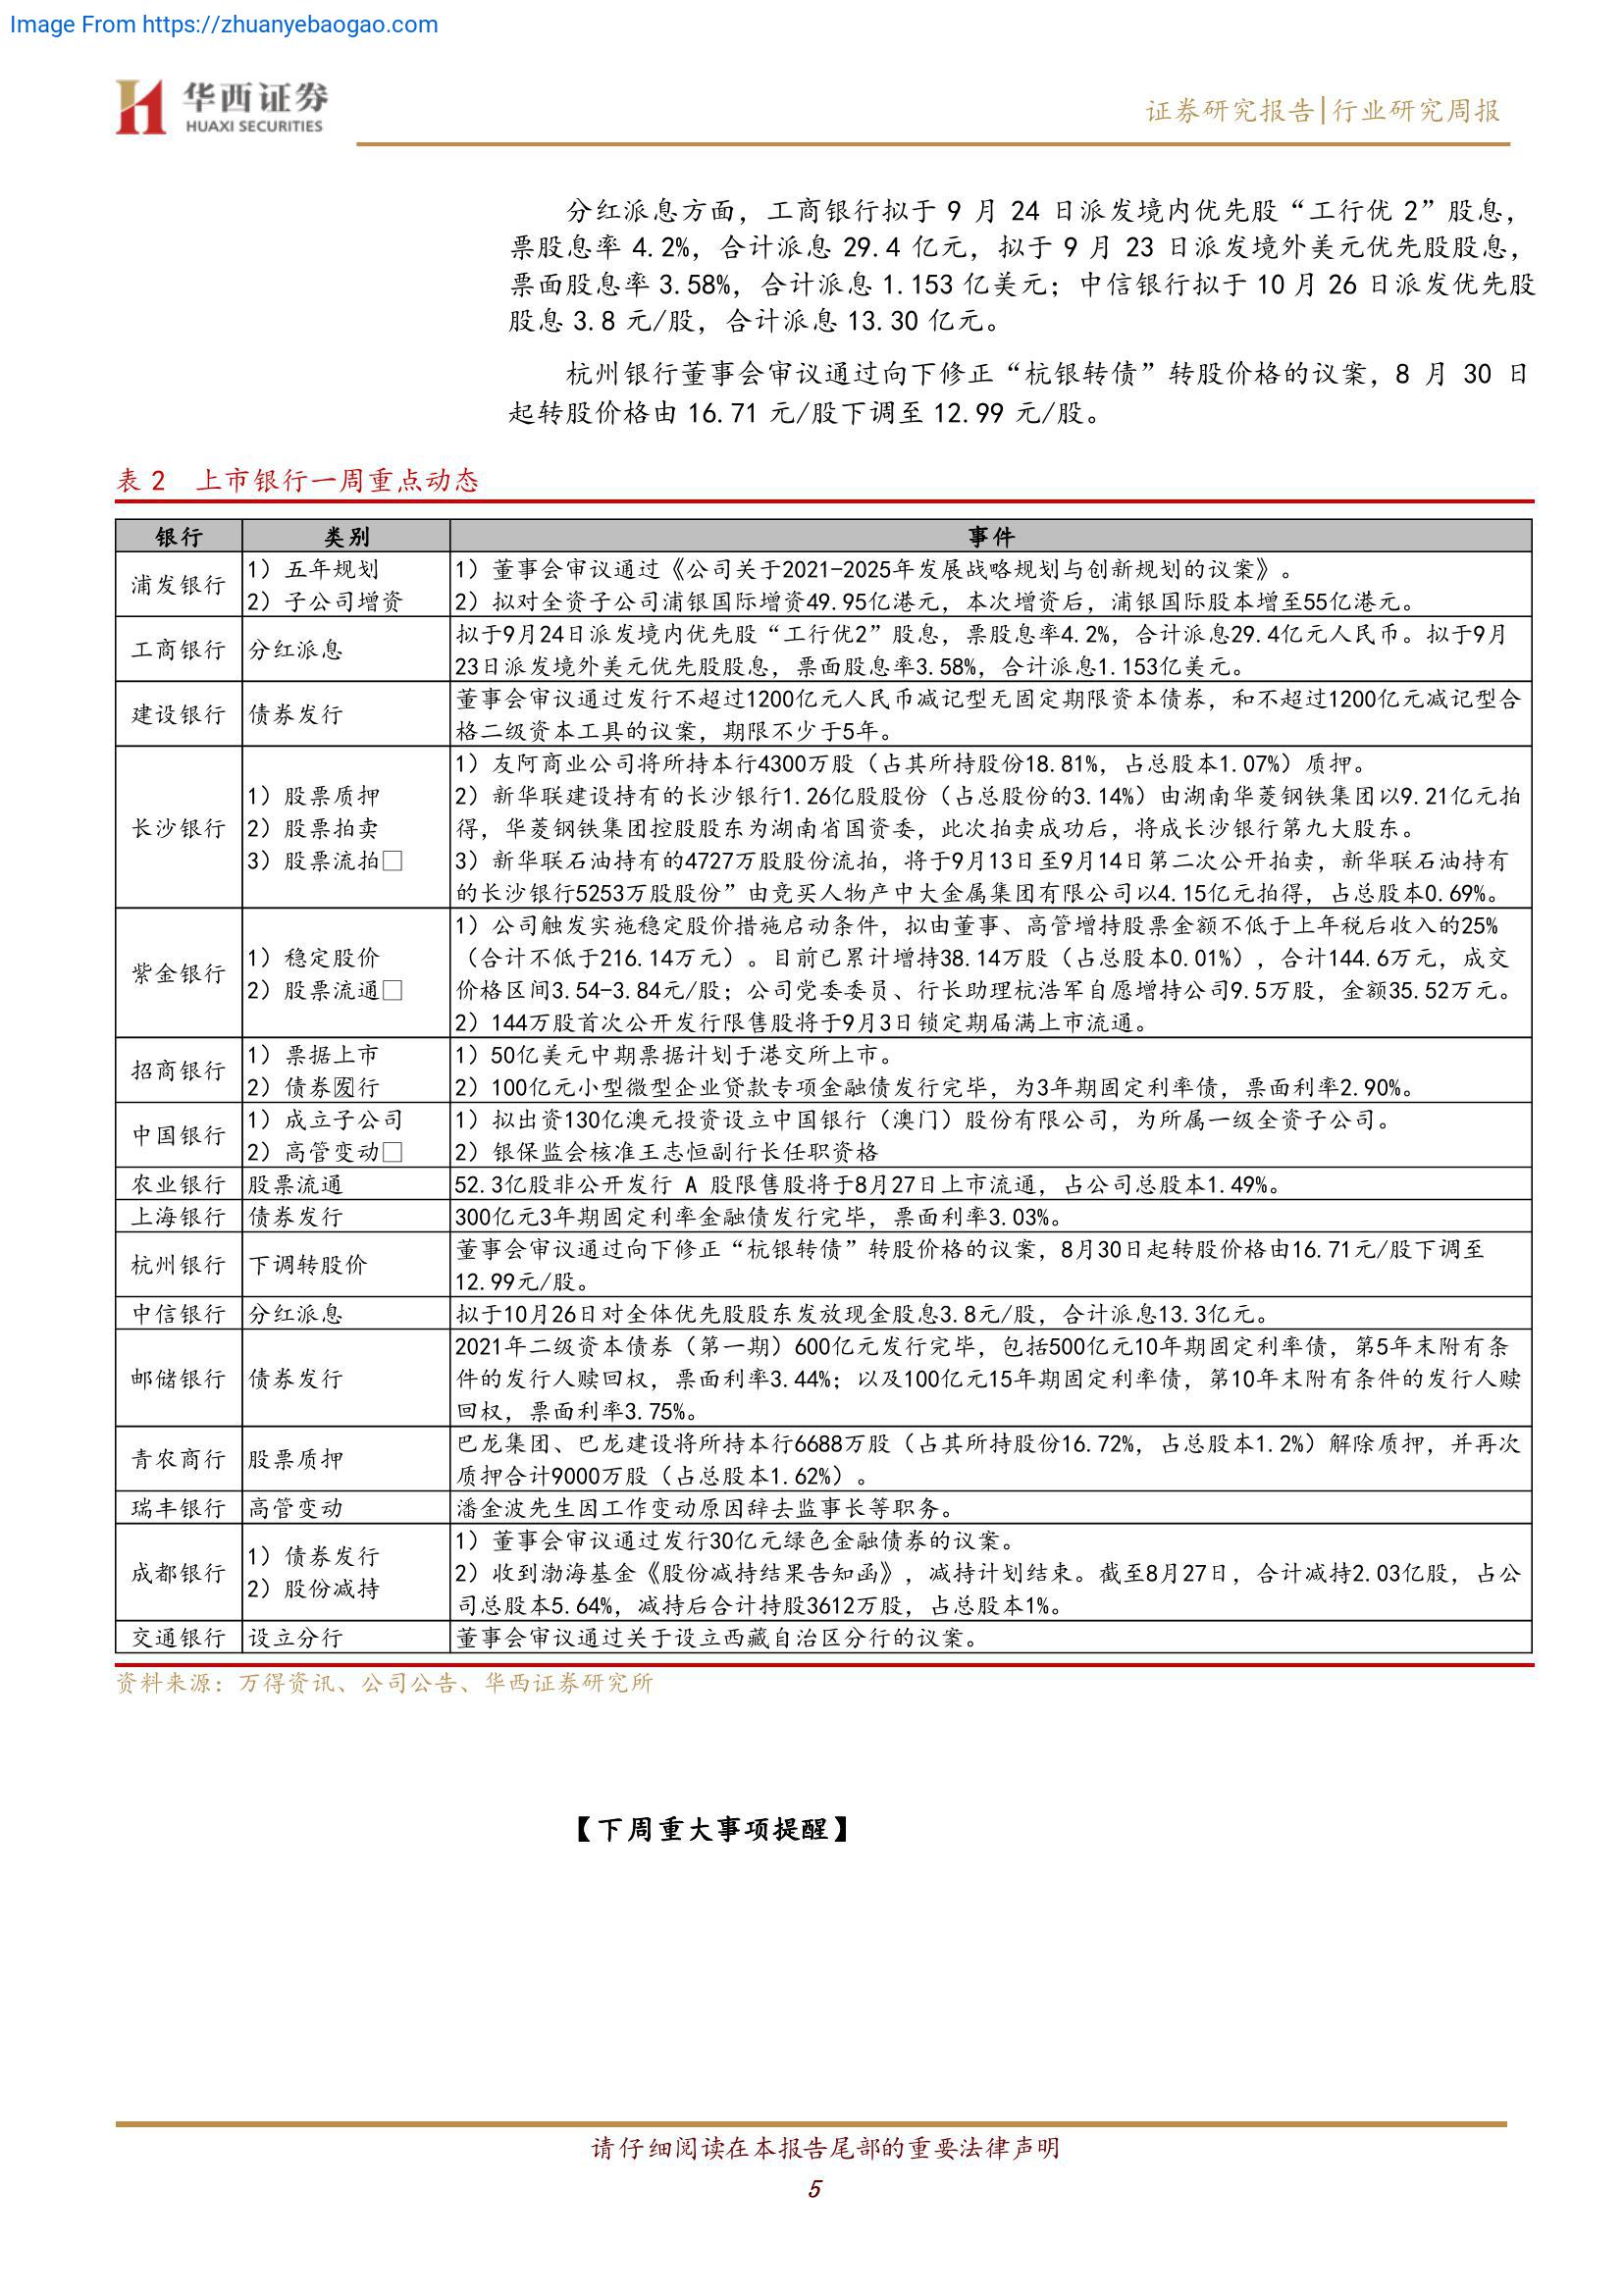 Image From https://zhuanyebaogao.com
华西证券
HUAXI SECURITIES
证券研究报告|行业研究周报
分红派息方面，工商银行拟于 9 月 24 日派发境内优先股“工行优 2”股息，
票股息率 4.2%，合计派息 29.4 亿元，拟于 9 月 23 日派发境外美元优先股股息，
票面股息率 3.58%，合计派息 1.153 亿美元；中信银行拟于 10 月 26 日派发优先股
股息 3.8 元/股，合计派息 13.30 亿元。
杭州银行董事会审议通过向下修正“杭银转债”转股价格的议案，8 月 30 日
起转股价格由 16.71 元/股下调至 12.99 元/股。
表 2 上市银行一周重点动态
银行 类别 事件
浦发银行
1）五年规划
2）子公司增资
1）董事会审议通过《公司关于2021-2025年发展战略规划与创新规划的议案》。
2）拟对全资子公司浦银国际增资49.95亿港元，本次增资后，浦银国际股本增至55亿港元。
工商银行 分红派息
拟于9月24日派发境内优先股“工行优2”股息，票股息率4.2%，合计派息29.4亿元人民币。拟于9月
23日派发境外美元优先股股息，票面股息率3.58%，合计派息1.153亿美元。
建设银行 债券发行
董事会审议通过发行不超过1200亿元人民币减记型无固定期限资本债券，和不超过1200亿元减记型合
格二级资本工具的议案，期限不少于5年。
长沙银行
1）股票质押
2）股票拍卖
3）股票流拍□
1）友阿商业公司将所持本行4300万股（占其所持股份18.81%，占总股本1.07%）质押。
2）新华联建设持有的长沙银行1.26亿股股份（占总股份的3.14%）由湖南华菱钢铁集团以9.21亿元拍
得，华菱钢铁集团控股股东为湖南省国资委，此次拍卖成功后，将成长沙银行第九大股东。
3）新华联石油持有的4727万股股份流拍，将于9月13日至9月14日第二次公开拍卖，新华联石油持有
的长沙银行5253万股股份”由竞买人物产中大金属集团有限公司以4.15亿元拍得，占总股本0.69%。
紫金银行
1）稳定股价
2）股票流通□
1）公司触发实施稳定股价措施启动条件，拟由董事、高管增持股票金额不低于上年税后收入的25%
（合计不低于216.14万元）。目前已累计增持38.14万股（占总股本0.01%），合计144.6万元，成交
价格区间3.54-3.84元/股；公司党委委员、行长助理杭浩军自愿增持公司9.5万股，金额35.52万元。
2）144万股首次公开发行限售股将于9月3日锁定期届满上市流通。
招商银行
1）票据上市
2）债券行
1）50亿美元中期票据计划于港交所上市。
2）100亿元小型微型企业贷款专项金融债发行完毕，为3年期固定利率债，票面利率2.90%。
中国银行
1）成立子公司
2）高管变动□
1）拟出资130亿澳元投资设立中国银行（澳门）股份有限公司，为所属一级全资子公司。
2）银保监会核准王志恒副行长任职资格
农业银行 股票流通 52.3亿股非公开发行 A 股限售股将于8月27日上市流通，占公司总股本1.49%。
上海银行 债券发行 300亿元3年期固定利率金融债发行完毕，票面利率3.03%。
杭州银行 下调转股价
董事会审议通过向下修正“杭银转债”转股价格的议案，8月30日起转股价格由16.71元/股下调至
12.99元/股。
中信银行 分红派息 拟于10月26日对全体优先股股东发放现金股息3.8元/股，合计派息13.3亿元。
邮储银行 债券发行
2021年二级资本债券（第一期）600亿元发行完毕，包括500亿元10年期固定利率债，第5年末附有条
件的发行人赎回权，票面利率3.44%；以及100亿元15年期固定利率债，第10年末附有条件的发行人赎
回权，票面利率3.75%。
青农商行 股票质押
巴龙集团、巴龙建设将所持本行6688万股（占其所持股份16.72%，占总股本1.2%）解除质押，并再次
质押合计9000万股（占总股本1.62%）。
瑞丰银行 高管变动 潘金波先生因工作变动原因辞去监事长等职务。
成都银行
1）债券发行
2）股份减持
1）董事会审议通过发行30亿元绿色金融债券的议案。
2）收到渤海基金《股份减持结果告知函》，减持计划结束。截至8月27日，合计减持2.03亿股，占公
司总股本5.64%，减持后合计持股3612万股，占总股本1%。
交通银行 设立分行 董事会审议通过关于设立西藏自治区分行的议案。
资料来源：万得资讯、公司公告、华西证券研究所
【下周重大事项提醒】
请仔细阅读在本报告尾部的重要法律声明
5